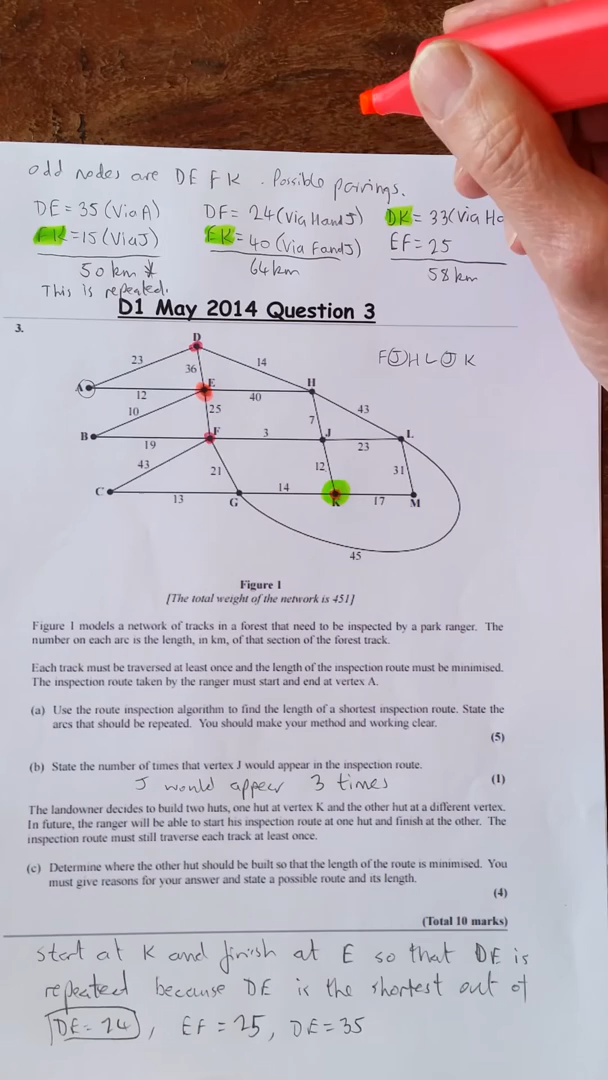 odd nodes are DE F K . Possible pairings.
DE = 35 (Via A)
FK = 15 (Via J)
50 km *
This is repeated.
DF = 24 (Via H and J)
EK = 40 (Via F and J)
64 km
DK = 33 (Via H
EF = 25
58 km
D1 May 2014 Question 3
3.
D
23
36
14
F J H L J K
A
E
H
12
40
10
25
7
43
B
F
3
J
L
19
23
43
21
12
31
C
14
K
M
13
G
17
45
Figure 1
[The total weight of the network is 451]
Figure 1 models a network of tracks in a forest that need to be inspected by a park ranger. The
number on each arc is the length, in km, of that section of the forest track.
Each track must be traversed at least once and the length of the inspection route must be minimised.
The inspection route taken by the ranger must start and end at vertex A.
(a) Use the route inspection algorithm to find the length of a shortest inspection route. State the
arcs that should be repeated. You should make your method and working clear.
(5)
(b) State the number of times that vertex J would appear in the inspection route.
(1)
J would appear 3 times
The landowner decides to build two huts, one hut at vertex K and the other hut at a different vertex.
In future, the ranger will be able to start his inspection route at one hut and finish at the other. The
inspection route must still traverse each track at least once.
(c) Determine where the other hut should be built so that the length of the route is minimised. You
must give reasons for your answer and state a possible route and its length.
(4)
(Total 10 marks)
Start at K and finish at E so that DE is
repeated because DE is the shortest out of
DE = 24, EF = 25, DE = 35